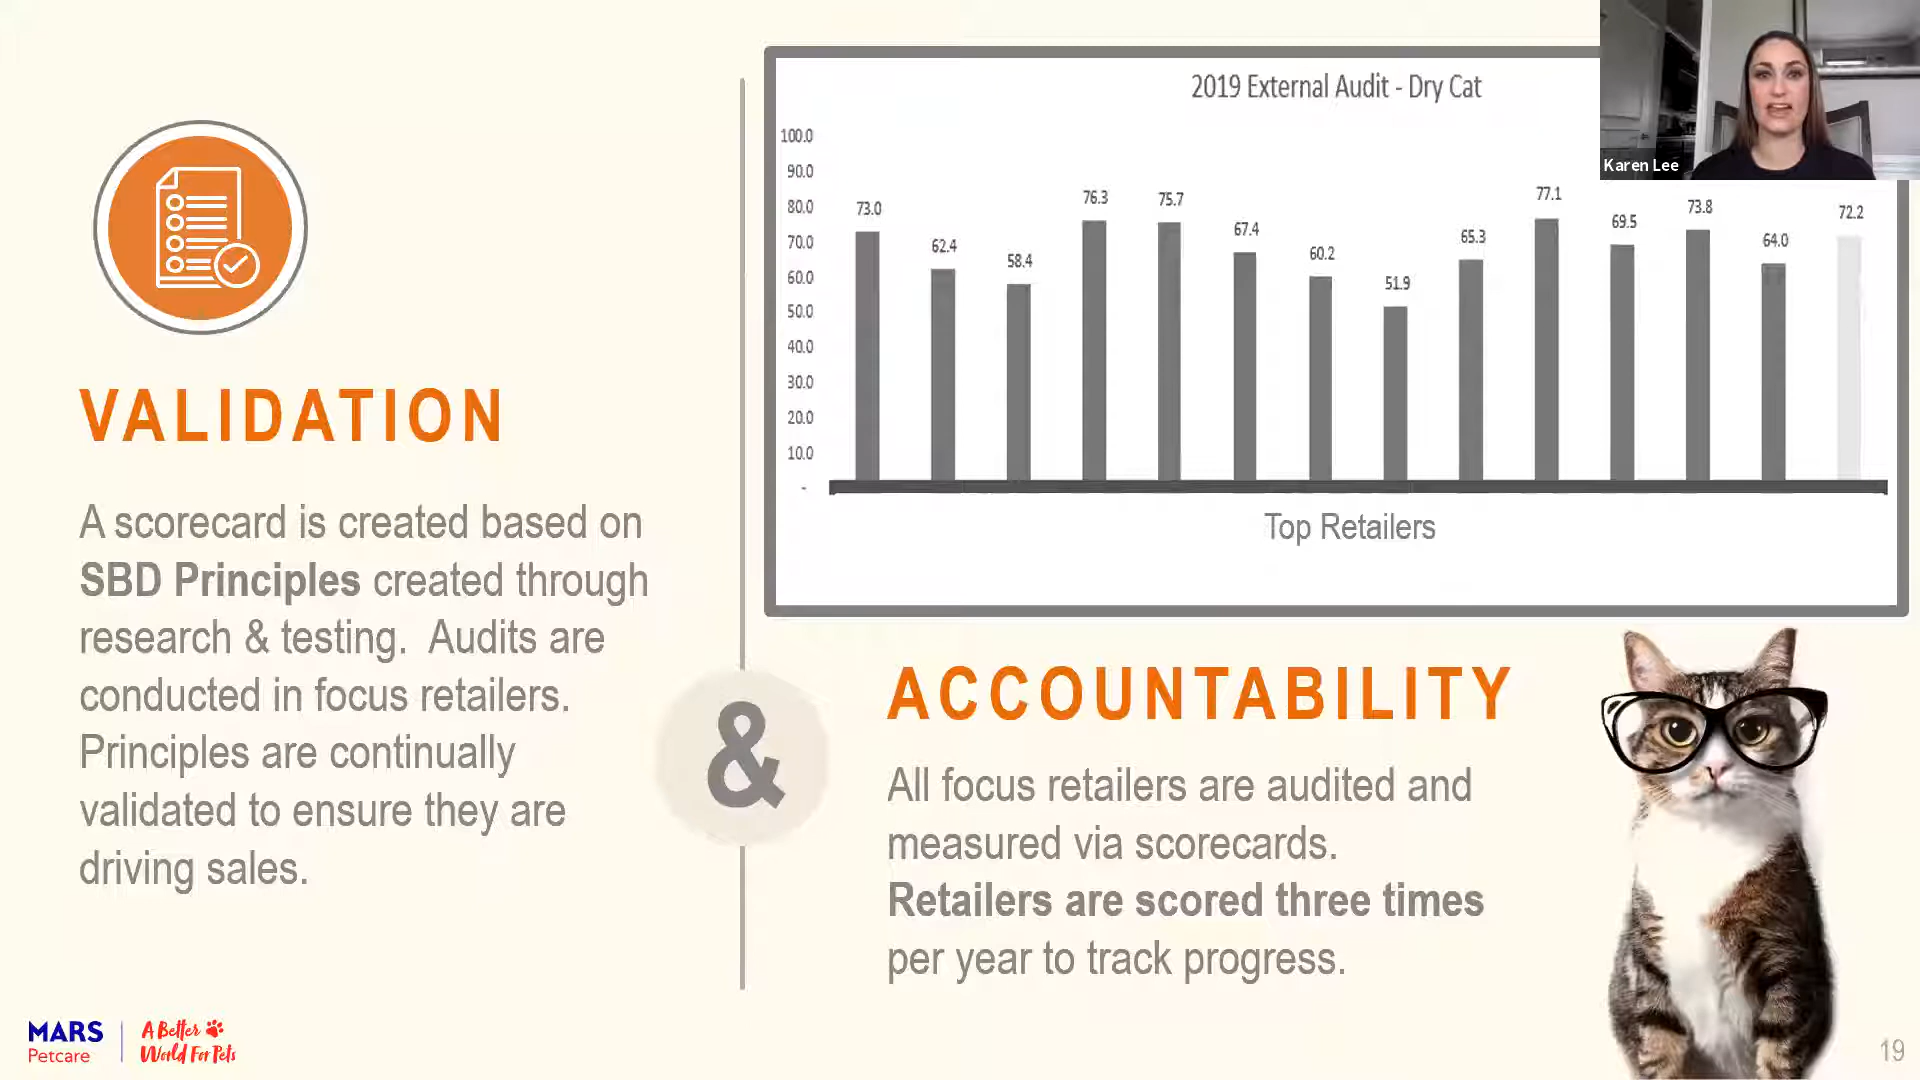 2019 External Audit - Dry Cat
100.0
90.0
80.0
70.0
60.0
50.0
40.0
30.0
20.0
10.0
-
73.0
62.4
58.4
76.3
75.7
67.4
60.2
51.9
65.3
77.1
69.5
73.8
64.0
72.2
Top Retailers
Karen Lee
VALIDATION
A scorecard is created based on
SBD Principles created through
research & testing. Audits are
conducted in focus retailers.
Principles are continually
validated to ensure they are
driving sales.
&
ACCOUNTABILITY
All focus retailers are audited and
measured via scorecards.
Retailers are scored three times
per year to track progress.
MARS
Petcare
A Better
World For Pets
19